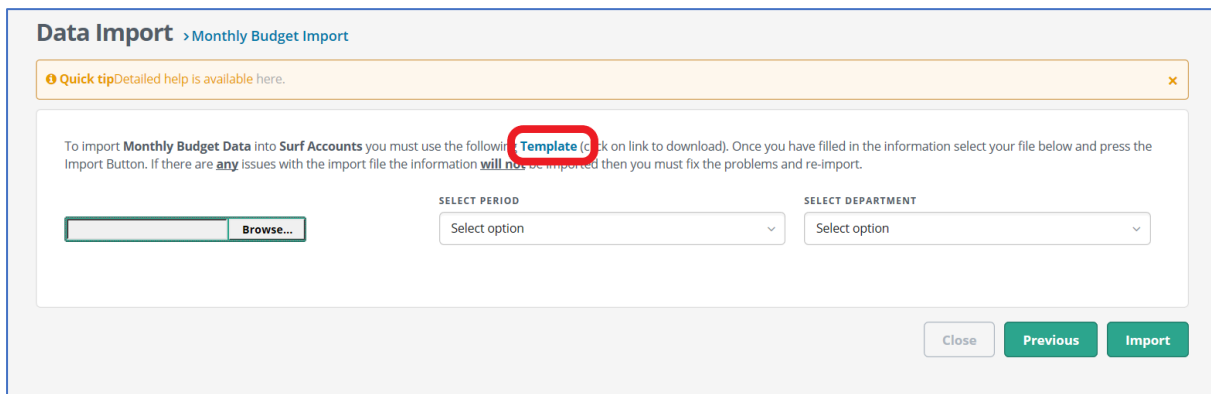 Data Import > Monthly Budget Import
Quick tipDetailed help is available here.
×
To import Monthly Budget Data into Surf Accounts you must use the following Template (click on link to download). Once you have filled in the information select your file below and press the
Import Button. If there are any issues with the import file the information will not be imported then you must fix the problems and re-import.
SELECT PERIOD SELECT DEPARTMENT
Browse... Select option Select option
Close Previous Import